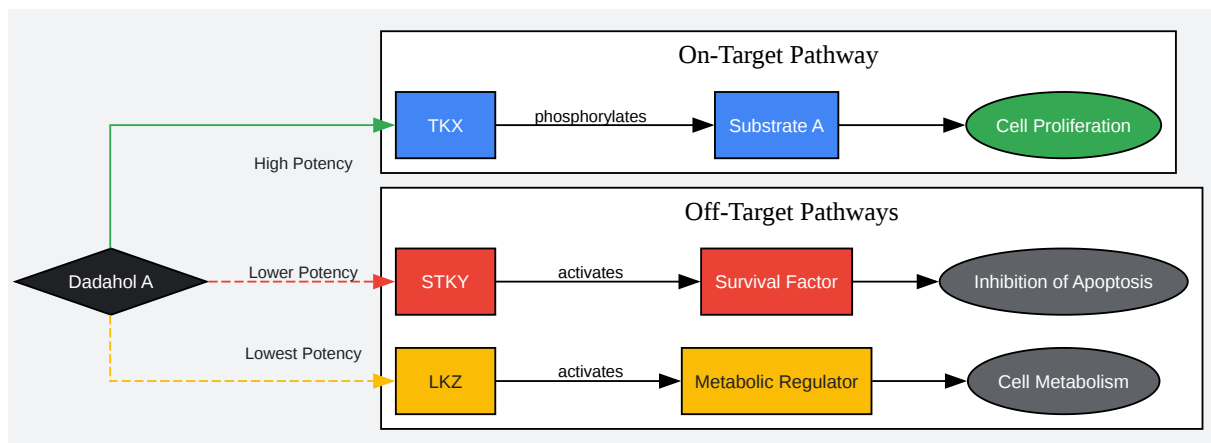 On-Target Pathway
TKX
phosphorylates
Substrate A
Cell Proliferation
High Potency
Off-Target Pathways
Dadahol A
Lower Potency
STKY
activates
Survival Factor
Inhibition of Apoptosis
Lowest Potency
LKZ
activates
Metabolic Regulator
Cell Metabolism